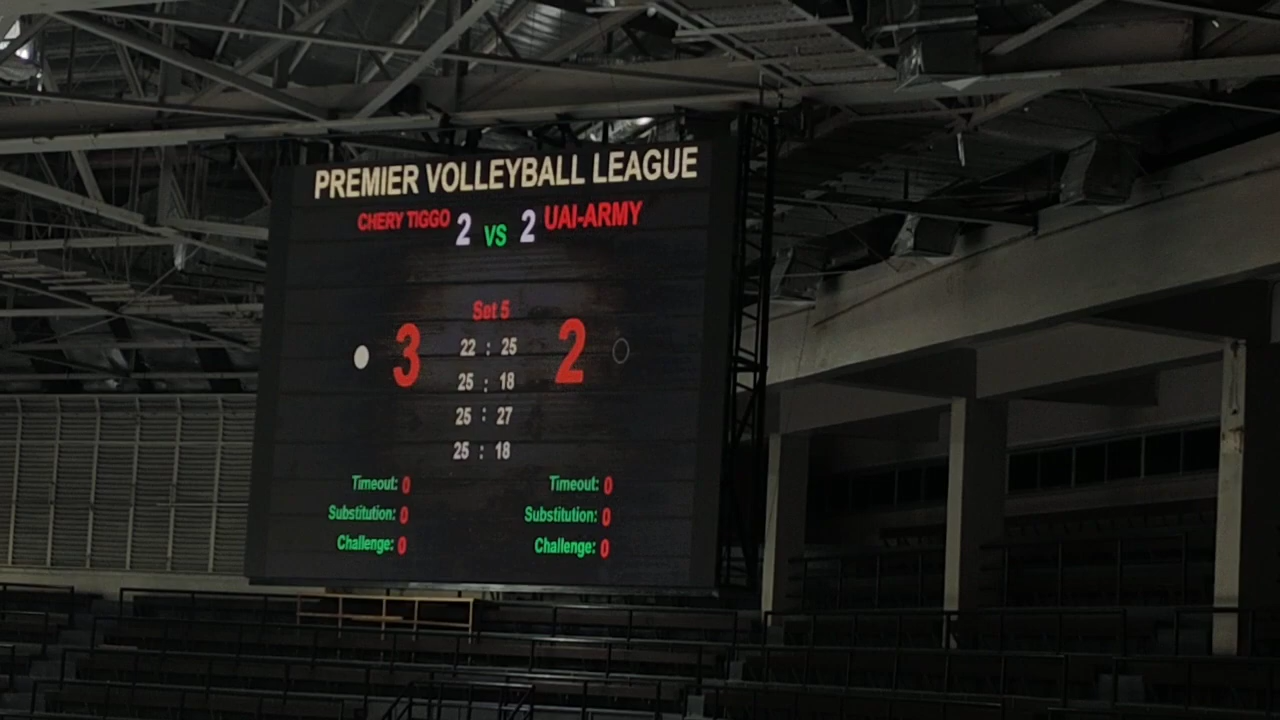 PREMIER VOLLEYBALL LEAGUE
CHERY TIGGO 2 VS 2 UAI-ARMY
Set 5
3 22 : 25 2
25 : 18
25 : 27
25 : 18
Timeout: 0 Timeout: 0
Substitution: 0 Substitution: 0
Challenge: 0 Challenge: 0